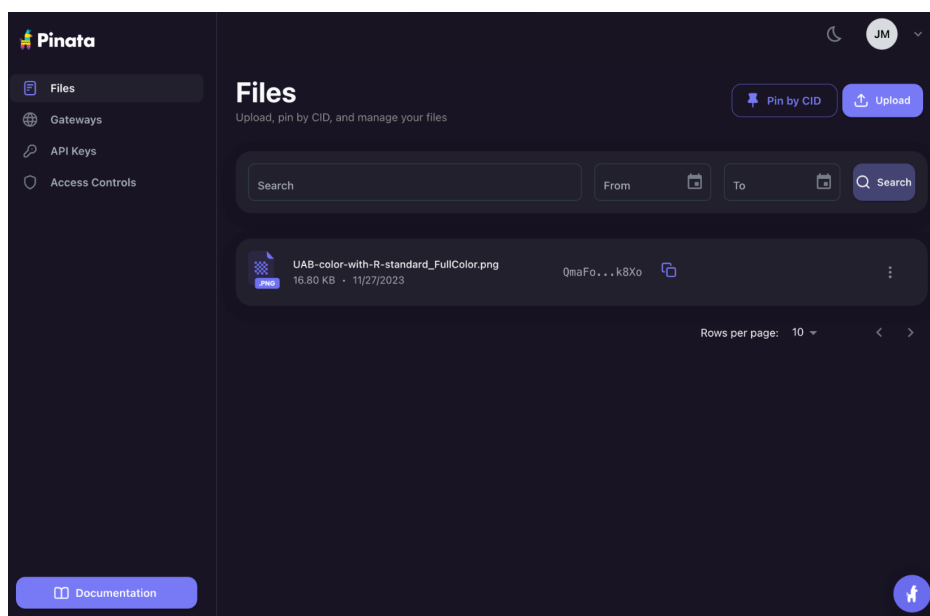 Pinata
JM
Files
Gateways
API Keys
Access Controls
Files
Upload, pin by CID, and manage your files
Pin by CID
Upload
Search
From
To
Search
.PNG
UAB-color-with-R-standard_FullColor.png
16.80 KB • 11/27/2023
QmaFo...k8Xo
Rows per page: 10
Documentation